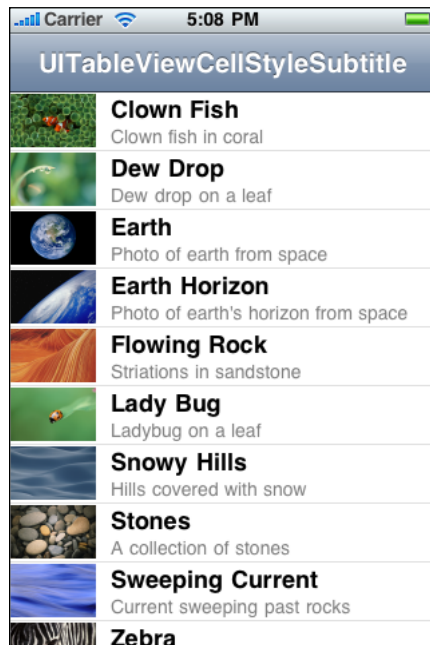 Carrier 5:08 PM
UITableViewCellStyleSubtitle
Clown Fish
Clown fish in coral
Dew Drop
Dew drop on a leaf
Earth
Photo of earth from space
Earth Horizon
Photo of earth's horizon from space
Flowing Rock
Striations in sandstone
Lady Bug
Ladybug on a leaf
Snowy Hills
Hills covered with snow
Stones
A collection of stones
Sweeping Current
Current sweeping past rocks
Zebra